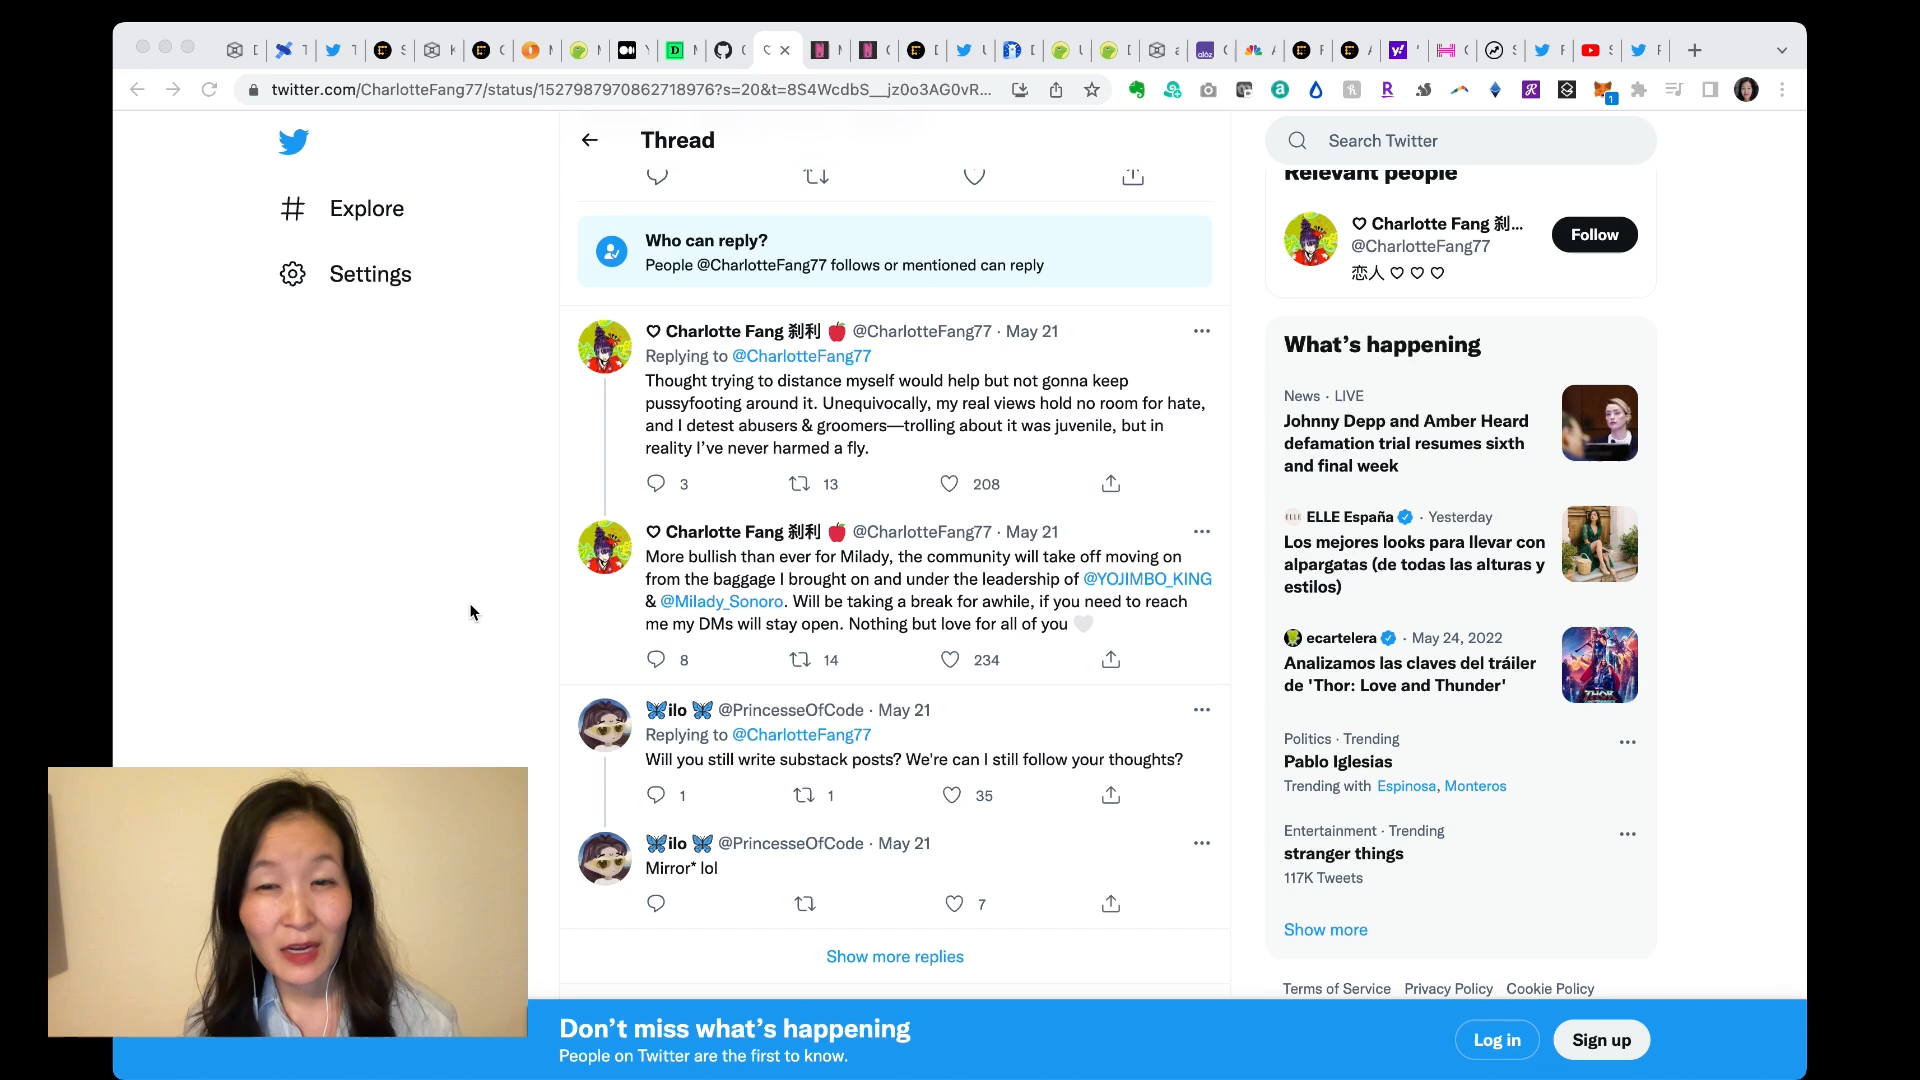 twitter.com/CharlotteFang77/status/1527987970862718976?s=20&t=8S4WcdbS__jz0o3AG0vR...
1
Explore
Settings
Thread
Who can reply?
People @CharlotteFang77 follows or mentioned can reply
♡ Charlotte Fang 刹利 🍎 @CharlotteFang77 · May 21
Replying to @CharlotteFang77
Thought trying to distance myself would help but not gonna keep
pussyfooting around it. Unequivocally, my real views hold no room for hate,
and I detest abusers & groomers—trolling about it was juvenile, but in
reality I've never harmed a fly.
3 13 208
♡ Charlotte Fang 刹利 🍎 @CharlotteFang77 · May 21
More bullish than ever for Milady, the community will take off moving on
from the baggage I brought on and under the leadership of @YOJIMBO_KING
& @Milady_Sonoro. Will be taking a break for awhile, if you need to reach
me my DMs will stay open. Nothing but love for all of you 🤍
8 14 234
🦋ilo 🦋 @PrincesseOfCode · May 21
Replying to @CharlotteFang77
Will you still write substack posts? We're can I still follow your thoughts?
1 1 35
🦋ilo 🦋 @PrincesseOfCode · May 21
Mirror* lol
7
Show more replies
Search Twitter
Relevant people
♡ Charlotte Fang 刹...
@CharlotteFang77
恋人 ♡ ♡ ♡
Follow
What's happening
News · LIVE
Johnny Depp and Amber Heard
defamation trial resumes sixth
and final week
ELLE España · Yesterday
Los mejores looks para llevar con
alpargatas (de todas las alturas y
estilos)
ecartelera · May 24, 2022
Analizamos las claves del tráiler
de 'Thor: Love and Thunder'
Politics · Trending
Pablo Iglesias
Trending with Espinosa, Monteros
Entertainment · Trending
stranger things
117K Tweets
Show more
Terms of Service Privacy Policy Cookie Policy
Don't miss what's happening
People on Twitter are the first to know.
Log in
Sign up